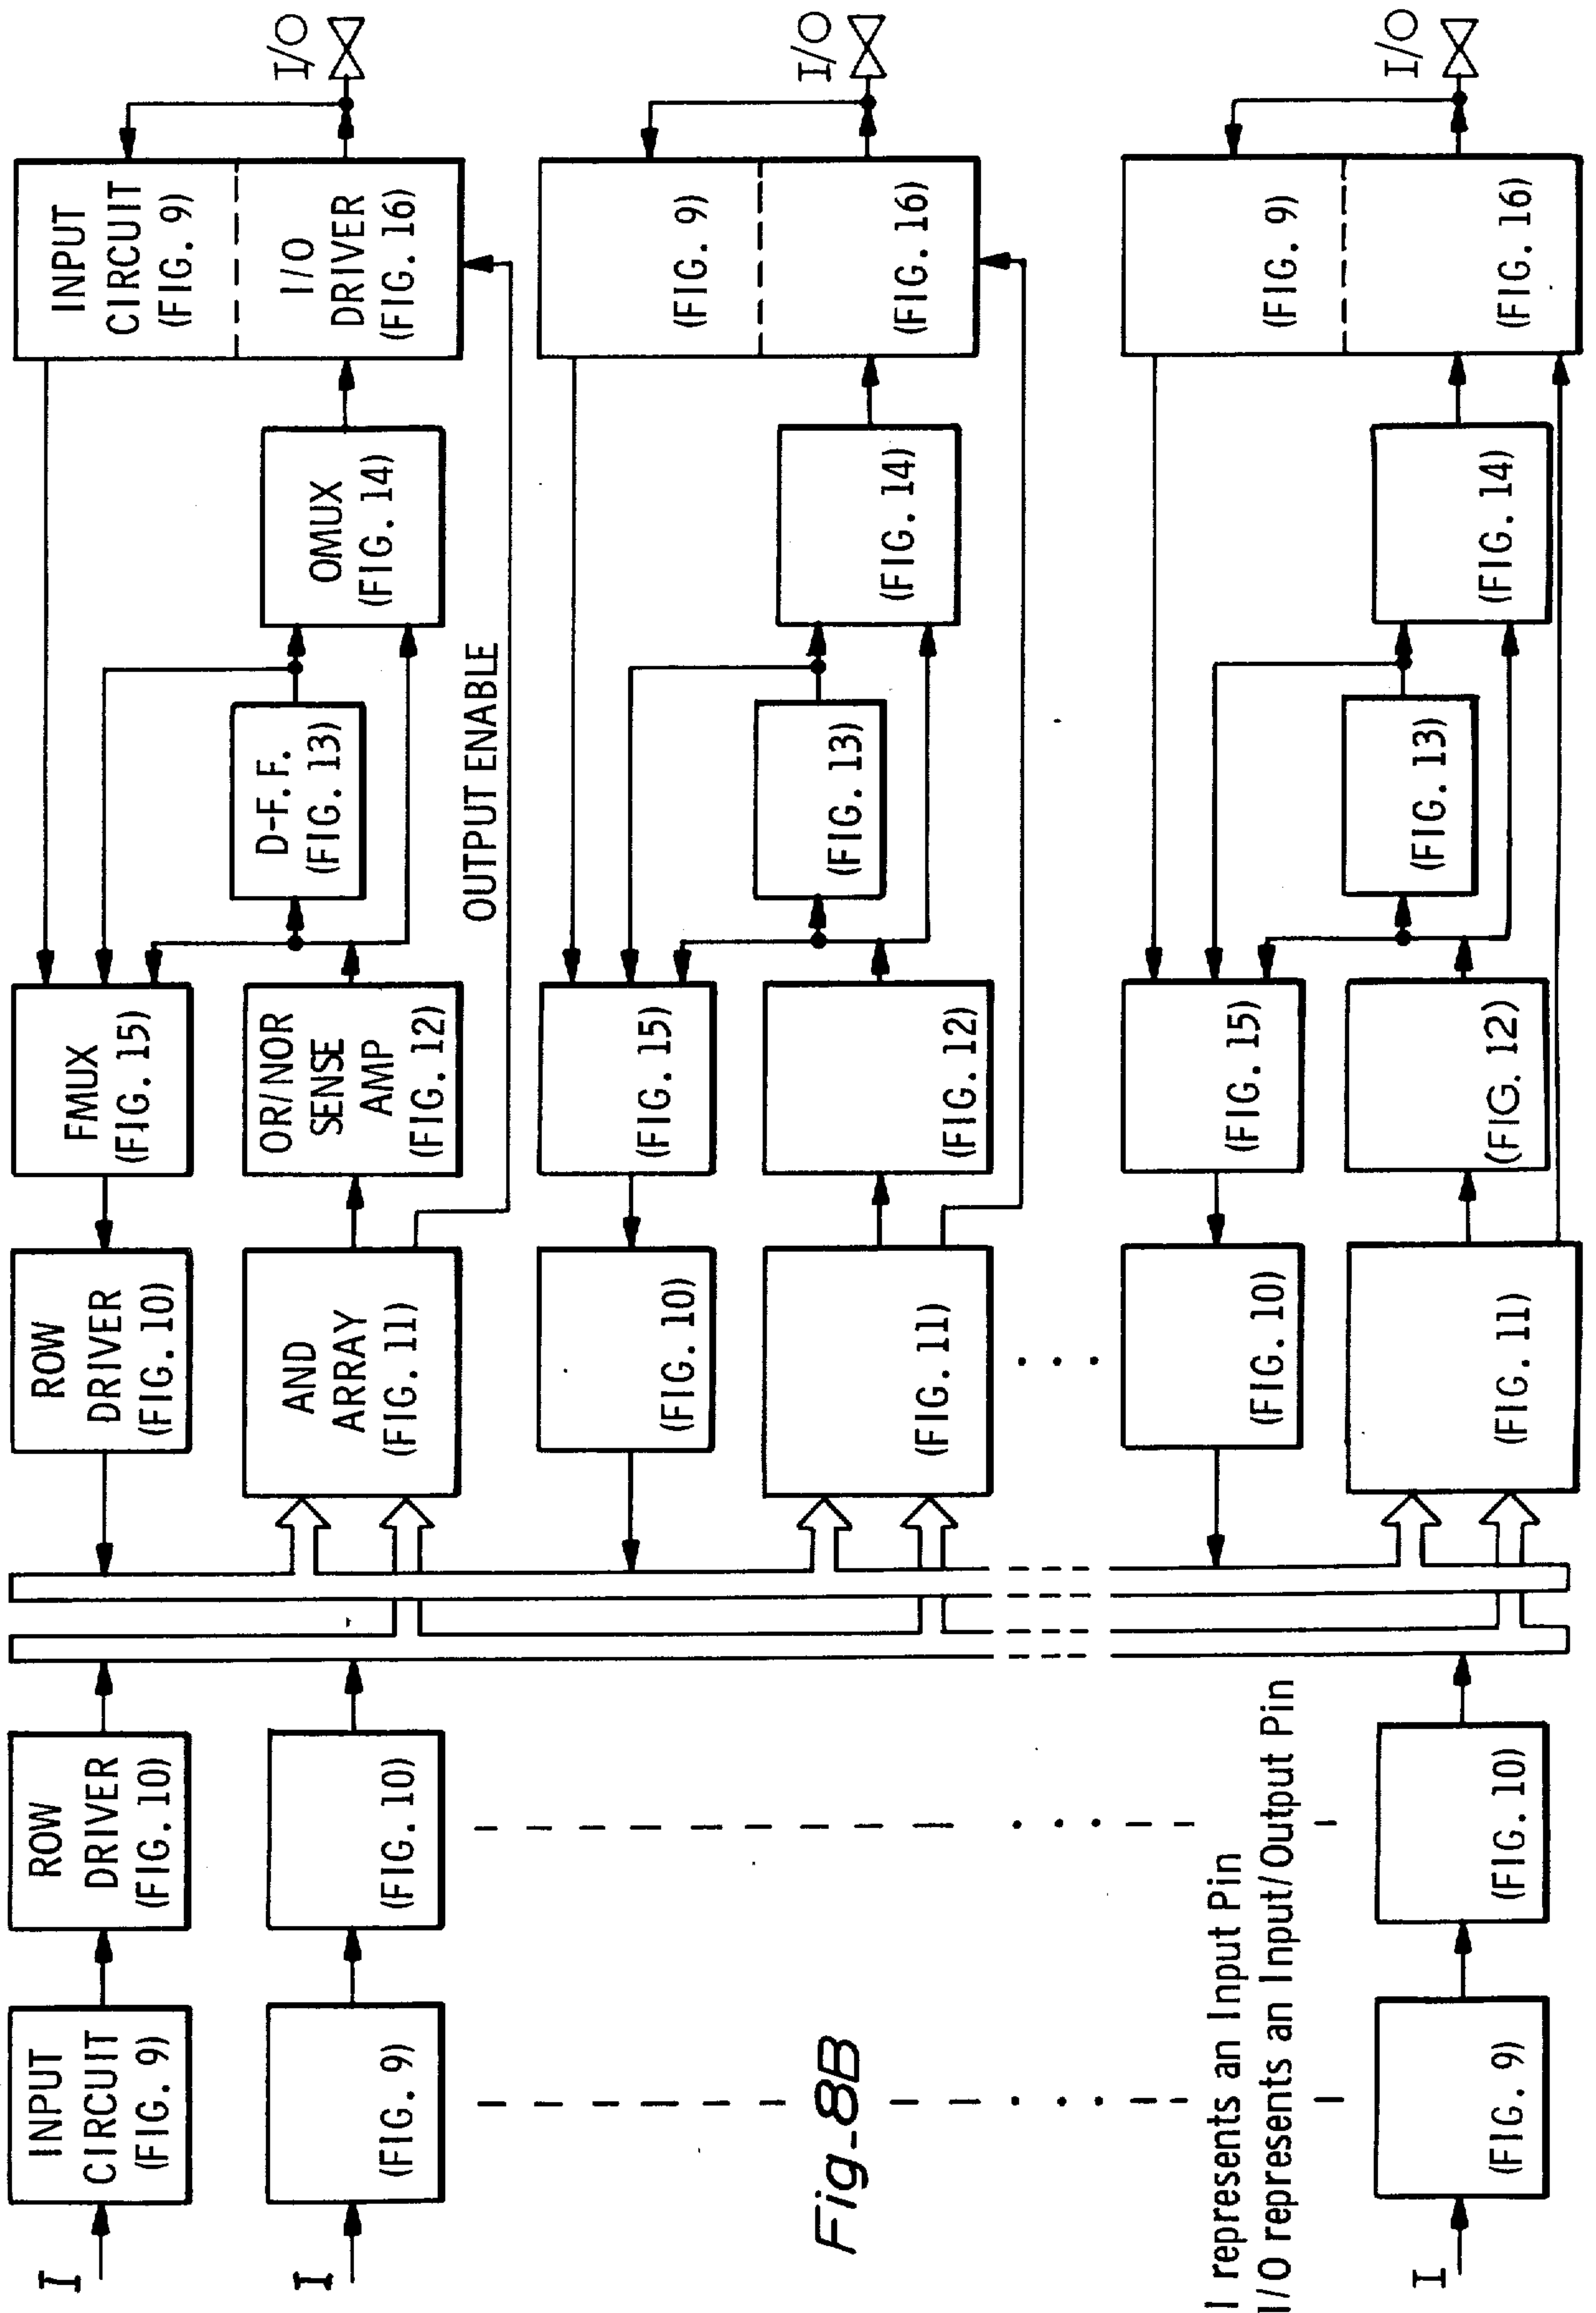 I
INPUT
CIRCUIT
(FIG. 9)
ROW
DRIVER
(FIG. 10)
ROW
DRIVER
(FIG. 10)
FMUX
(FIG. 15)
INPUT
CIRCUIT
(FIG. 9)
I/O
AND
ARRAY
(FIG. 11)
OR/NOR
SENSE
AMP
(FIG. 12)
D-F.F.
(FIG. 13)
OMUX
(FIG. 14)
I/O
DRIVER
(FIG. 16)
OUTPUT ENABLE
I
(FIG. 9)
(FIG. 10)
(FIG. 10)
(FIG. 15)
(FIG. 9)
I/O
(FIG. 11)
(FIG. 12)
(FIG. 13)
(FIG. 14)
(FIG. 16)
Fig_8B
. . .
. . .
. . .
(FIG. 10)
(FIG. 15)
(FIG. 9)
I/O
(FIG. 11)
(FIG. 12)
(FIG. 13)
(FIG. 14)
(FIG. 16)
I represents an Input Pin
I/O represents an Input/Output Pin
I
(FIG. 9)
(FIG. 10)